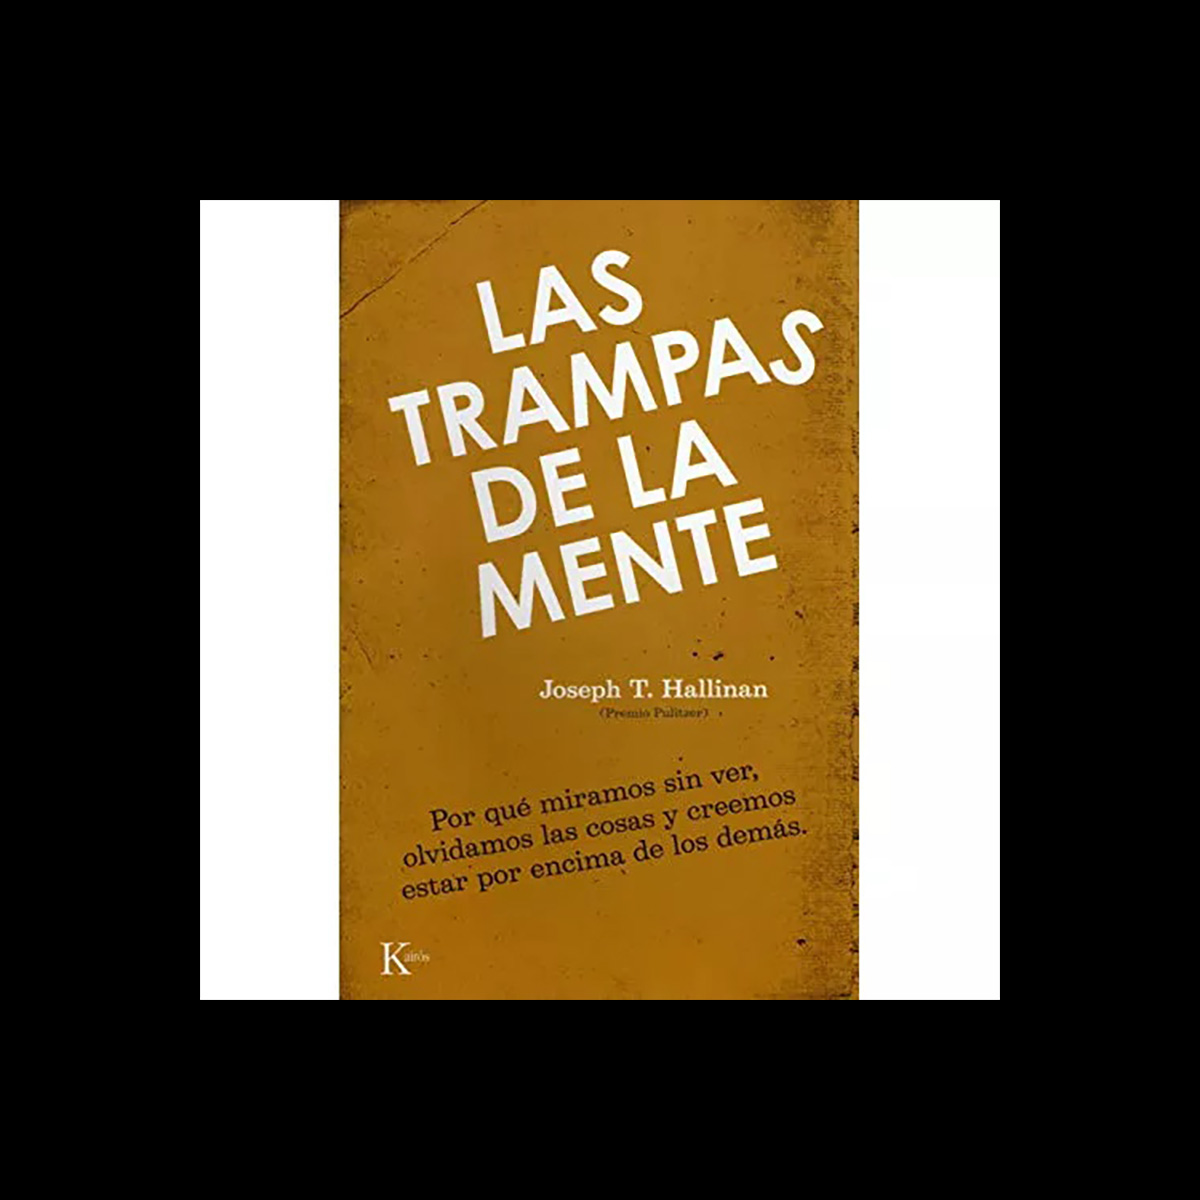 LAS
TRAMPAS
DE LA
MENTE
Joseph T. Hallinan
(Premio Pulitzer)
Por qué miramos sin ver,
olvidamos las cosas y creemos
estar por encima de los demás.
Kairós